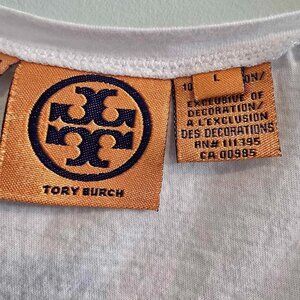 TORY BURCH
L
EXCLUSIVE OF
DECORATION/
A L'EXCLUSION
DES DECORATIONS
RN# 111395
CA 00985